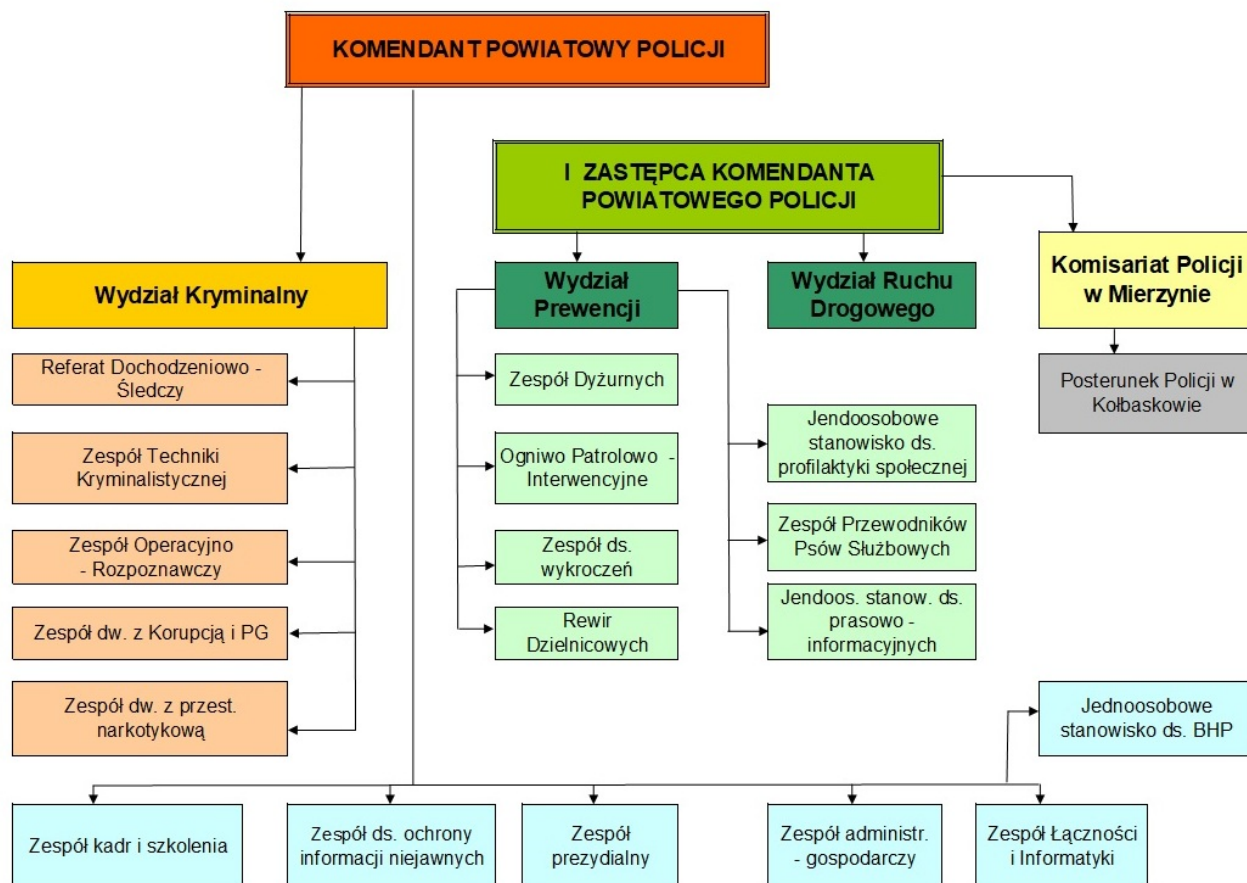 KOMENDANT POWIATOWY POLICJI
I ZASTĘPCA KOMENDANTA
POWIATOWEGO POLICJI
Wydział Kryminalny
Wydział
Prewencji
Wydział Ruchu
Drogowego
Komisariat Policji
w Mierzynie
Referat Dochodzeniowo -
Śledczy
Zespół Techniki
Kryminalistycznej
Zespół Operacyjno
- Rozpoznawczy
Zespół dw. z Korupcją i PG
Zespół dw. z przest.
narkotykową
Zespół Dyżurnych
Ogniwo Patrolowo -
Interwencyjne
Zespół ds.
wykroczeń
Rewir
Dzielnicowych
Jendoosobowe
stanowisko ds.
profilaktyki społecznej
Zespół Przewodników
Psów Służbowych
Jendoos. stanow. ds.
prasowo -
informacyjnych
Posterunek Policji w
Kołbaskowie
Jednoosobowe
stanowisko ds. BHP
Zespół kadr i szkolenia
Zespół ds. ochrony
informacji niejawnych
Zespół
prezydialny
Zespół administr.
- gospodarczy
Zespół Łączności
i Informatyki